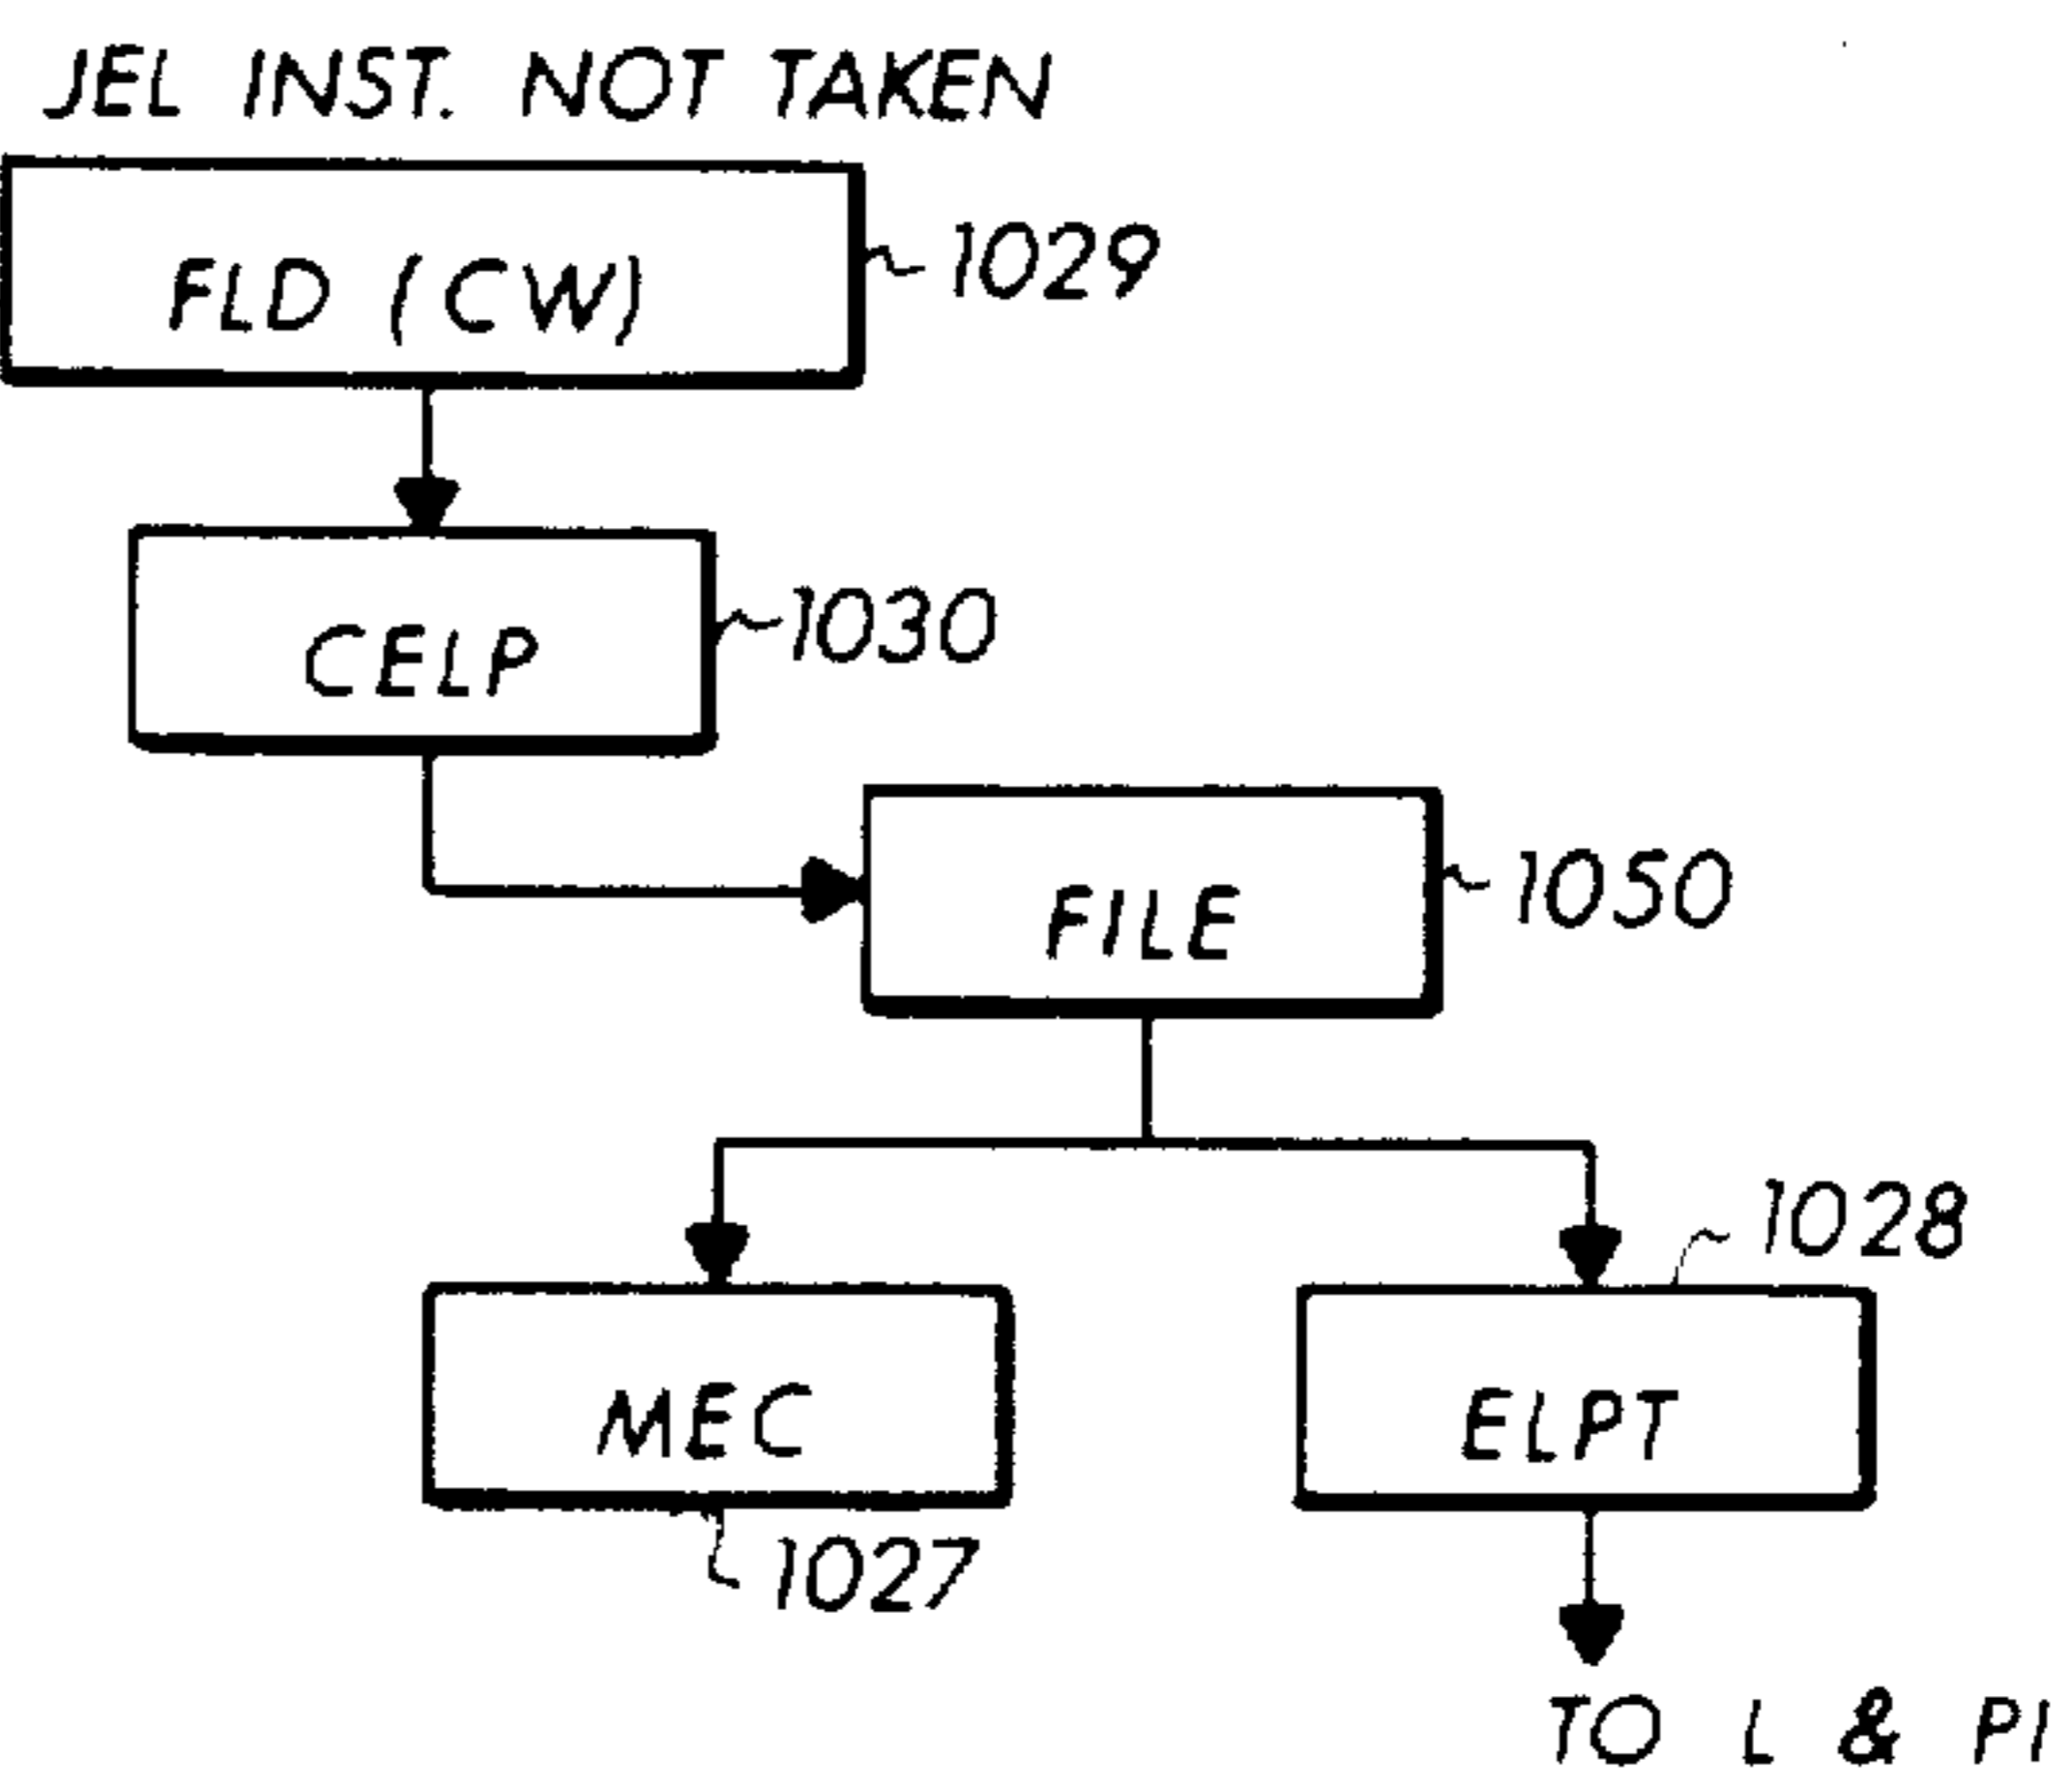 JEL INST. NOT TAKEN
FLD (CW)
1029
CELP
1030
FILE
1050
1028
MEC
ELPT
1027
TO L & PI